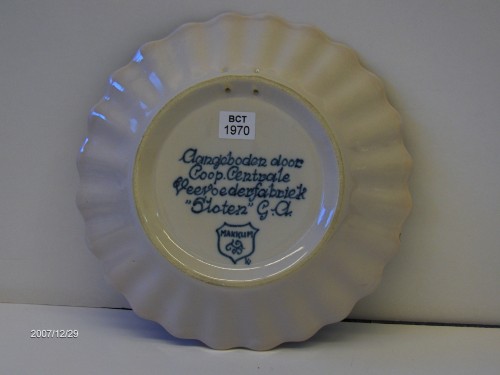 BCT
1970
Aangeboden door
Coop. Centrale
Veevoederfabriek
"Sloten" G.A.
MAKKUM
2007/12/29